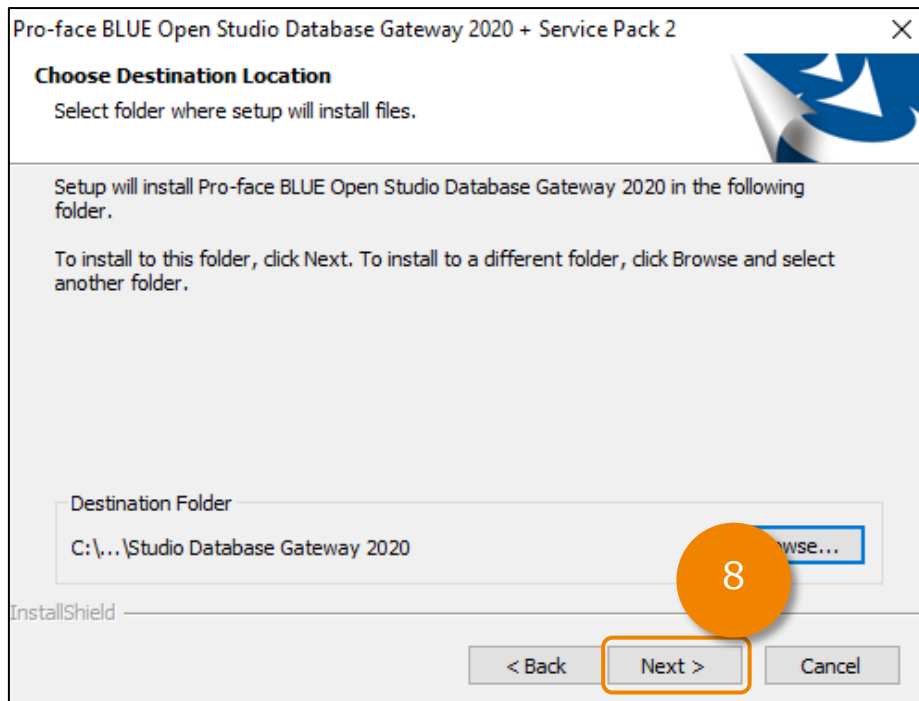 Pro-face BLUE Open Studio Database Gateway 2020 + Service Pack 2
Choose Destination Location
Select folder where setup will install files.
Setup will install Pro-face BLUE Open Studio Database Gateway 2020 in the following
folder.
To install to this folder, click Next. To install to a different folder, click Browse and select
another folder.
Destination Folder
C:\...\Studio Database Gateway 2020
wse...
8
InstallShield
< Back
Next >
Cancel